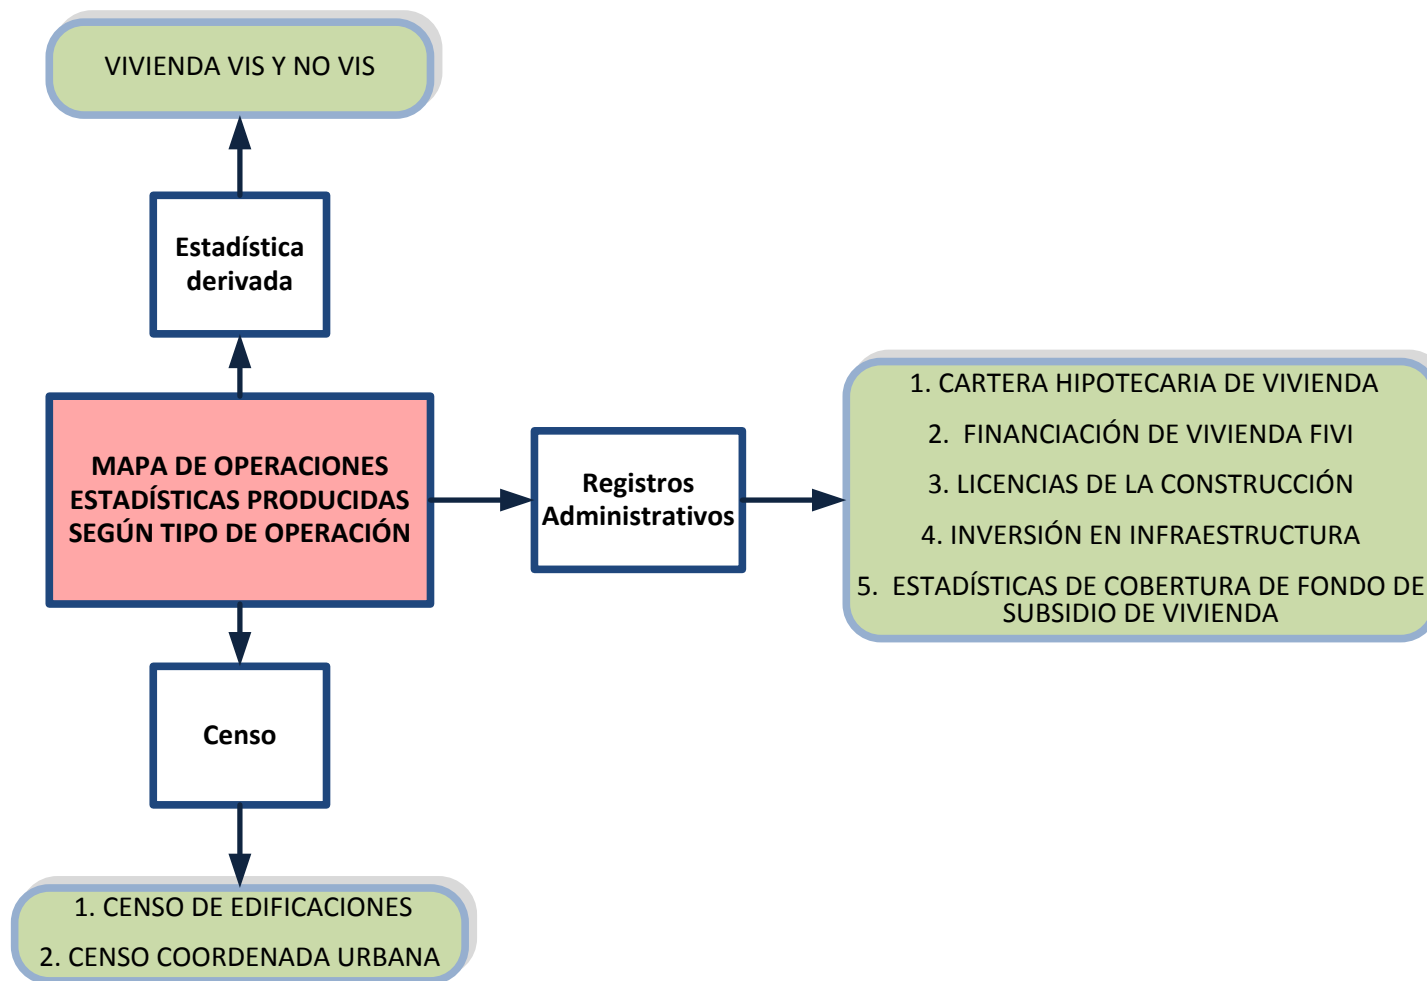 VIVIENDA VIS Y NO VIS
Estadística
derivada
MAPA DE OPERACIONES
ESTADÍSTICAS PRODUCIDAS
SEGÚN TIPO DE OPERACIÓN
Registros
Administrativos
1. CARTERA HIPOTECARIA DE VIVIENDA
2. FINANCIACIÓN DE VIVIENDA FIVI
3. LICENCIAS DE LA CONSTRUCCIÓN
4. INVERSIÓN EN INFRAESTRUCTURA
5. ESTADÍSTICAS DE COBERTURA DE FONDO DE
SUBSIDIO DE VIVIENDA
Censo
1. CENSO DE EDIFICACIONES
2. CENSO COORDENADA URBANA